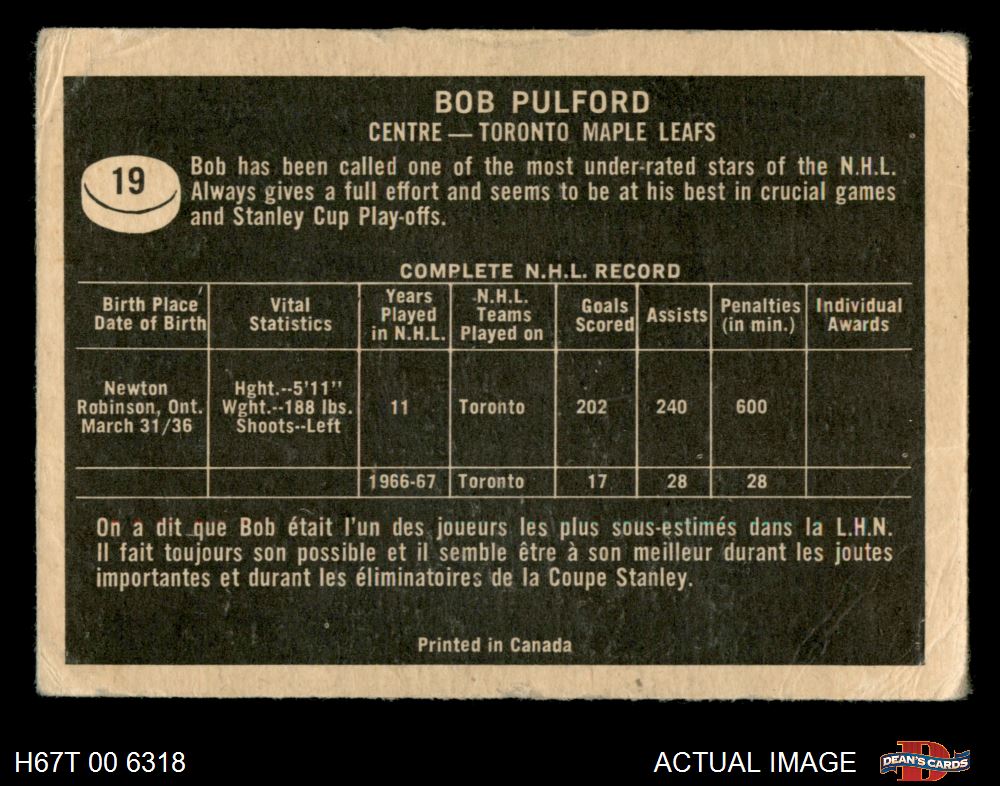 BOB PULFORD
CENTRE — TORONTO MAPLE LEAFS
19
Bob has been called one of the most under-rated stars of the N.H.L.
Always gives a full effort and seems to be at his best in crucial games
and Stanley Cup Play-offs.
COMPLETE N.H.L. RECORD
Birth Place
Date of Birth
Vital
Statistics
Years
Played
in N.H.L.
N.H.L.
Teams
Played on
Goals
Scored
Assists
Penalties
(in min.)
Individual
Awards
Newton
Robinson, Ont.
March 31/36
Hght.--5'11"
Wght.--188 lbs.
Shoots--Left
11
Toronto
202
240
600
1966-67
Toronto
17
28
28
On a dit que Bob était l'un des joueurs les plus sous-estimés dans la L.H.N.
Il fait toujours son possible et il semble être à son meilleur durant les joutes
importantes et durant les éliminatoires de la Coupe Stanley.
Printed in Canada
H67T 00 6318
ACTUAL IMAGE
D
DEAN'S CARDS